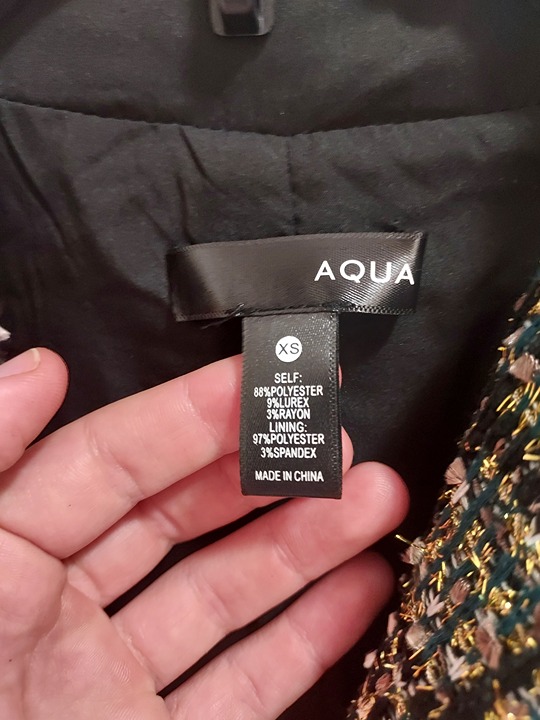 AQUA
XS
SELF:
88%POLYESTER
9%LUREX
3%RAYON
LINING:
97%POLYESTER
3%SPANDEX
MADE IN CHINA